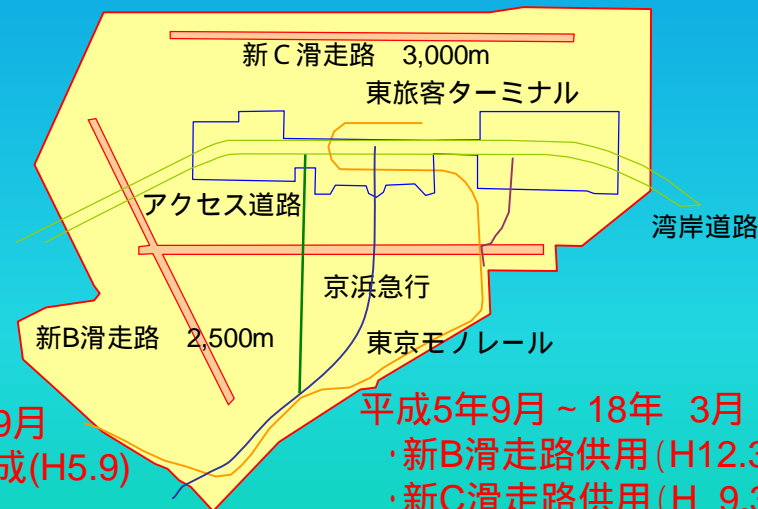 新C滑走路 3,000m
東旅客ターミナル
アクセス道路
湾岸道路
京浜急行
新B滑走路 2,500m
東京モノレール
9月
成(H5.9)
平成5年9月 ~ 18年 3月
・新B滑走路供用(H12.3
・新C滑走路供用(H 9.3